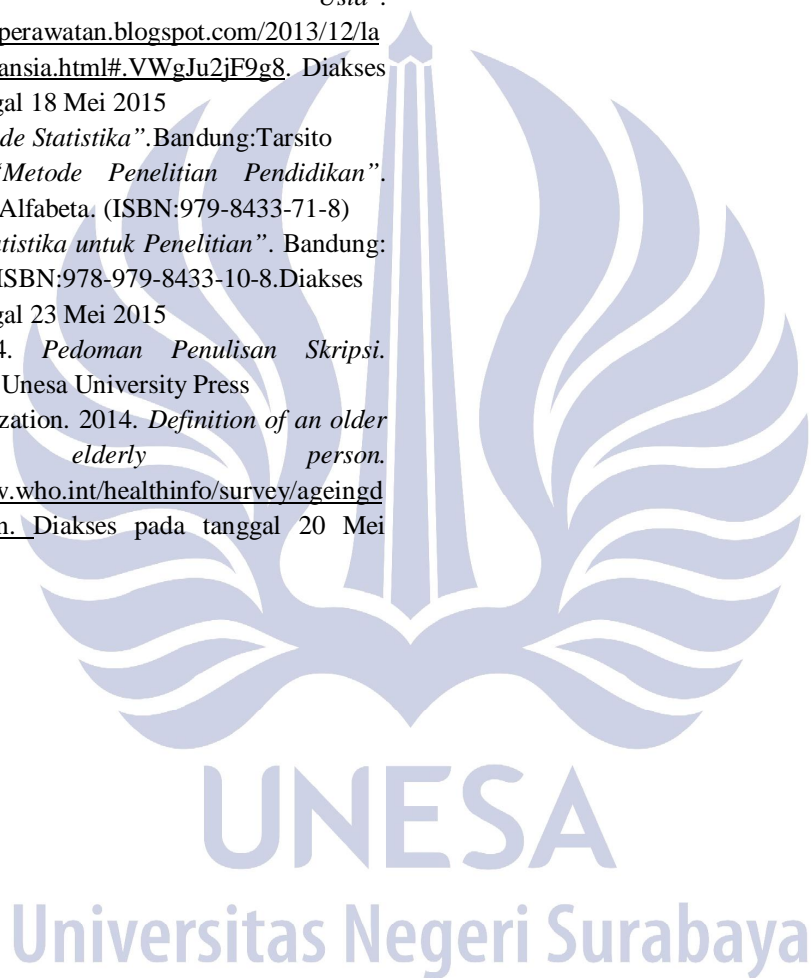 Usia”.
perawatan.blogspot.com/2013/12/la
ansia.html#.VWgJu2jF9g8. Diakses
gal 18 Mei 2015
de Statistika”.Bandung:Tarsito
“Metode Penelitian Pendidikan”.
Alfabeta. (ISBN:979-8433-71-8)
tistika untuk Penelitian”. Bandung:
ISBN:978-979-8433-10-8.Diakses
gal 23 Mei 2015
4. Pedoman Penulisan Skripsi.
Unesa University Press
zation. 2014. Definition of an older
elderly person.
w.who.int/healthinfo/survey/ageingd
n. Diakses pada tanggal 20 Mei
UNESA
Universitas Negeri Surabaya